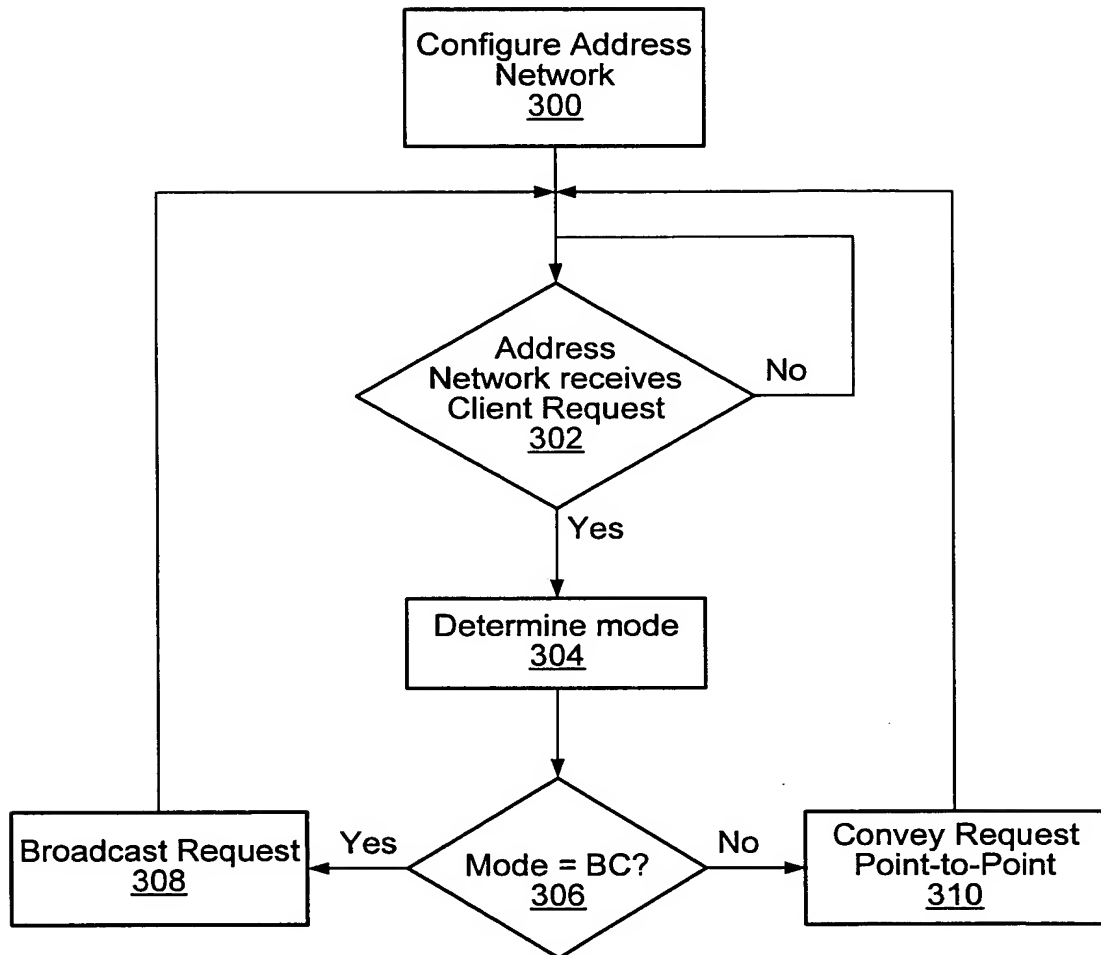 Configure Address
Network
300
Address
Network receives
Client Request
302
No
Yes
Determine mode
304
Broadcast Request
308
Yes
Mode = BC?
306
No
Convey Request
Point-to-Point
310